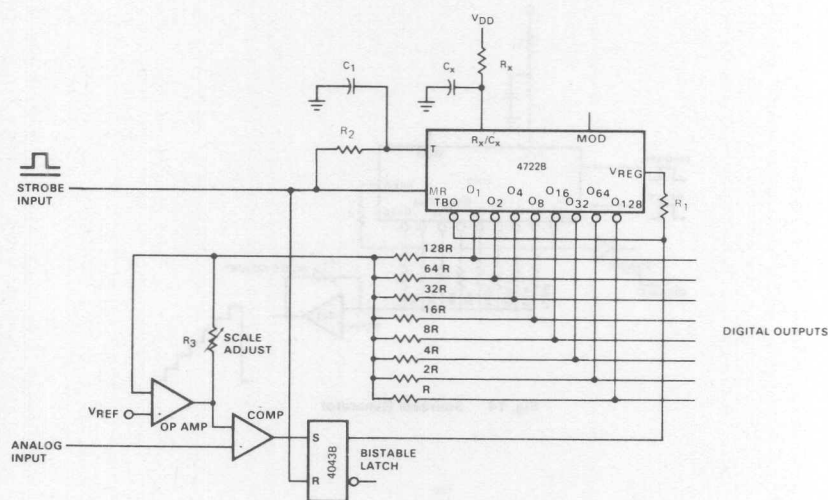 VDD
C1
Cx
Rx
R2
Rx/Cx
MOD
T
4722B
VREG
STROBE
INPUT
MR
O1
O2
O4
O8
O16
O32
O64
O128
TBO
R1
128R
64R
32R
16R
8R
4R
2R
R
R3
SCALE
ADJUST
DIGITAL OUTPUTS
VREF
OP AMP
COMP
ANALOG
INPUT
S
4043B
R
BISTABLE
LATCH